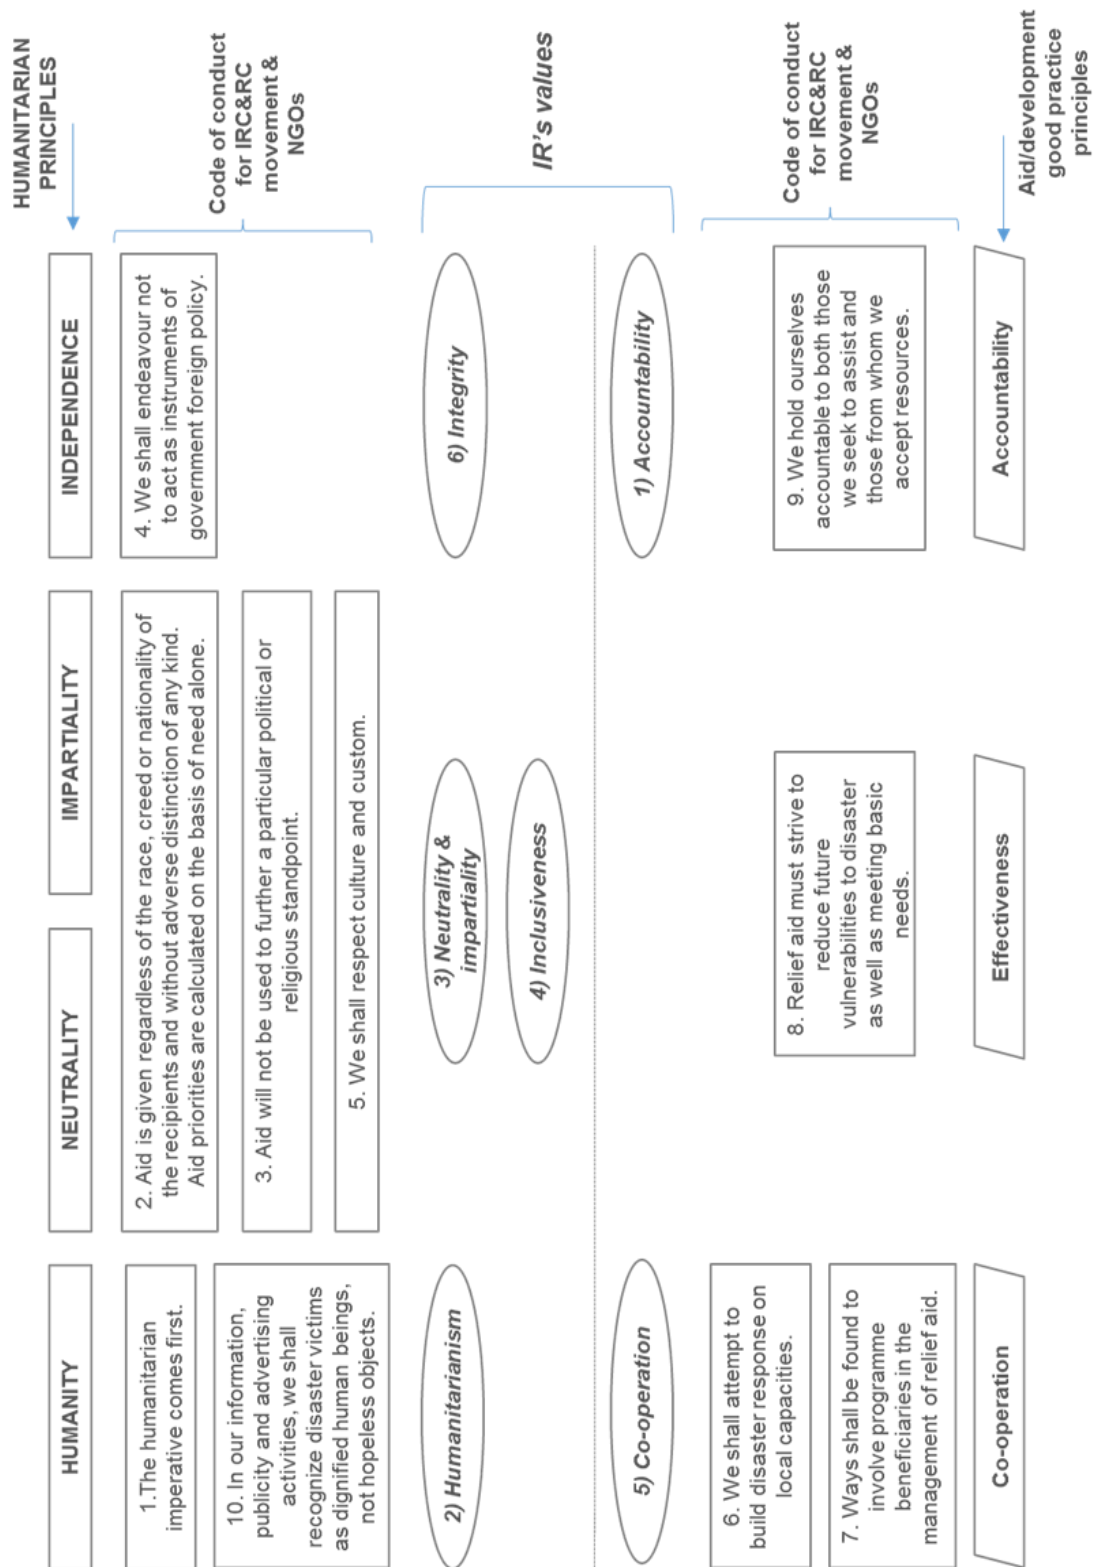 HUMANITY
NEUTRALITY
IMPARTIALITY
INDEPENDENCE
HUMANITARIAN
PRINCIPLES
1.The humanitarian
imperative comes first.
10. In our information,
publicity and advertising
activities, we shall
recognize disaster victims
as dignified human beings,
not hopeless objects.
2. Aid is given regardless of the race, creed or nationality of
the recipients and without adverse distinction of any kind.
Aid priorities are calculated on the basis of need alone.
3. Aid will not be used to further a particular political or
religious standpoint.
5. We shall respect culture and custom.
4. We shall endeavour not
to act as instruments of
government foreign policy.
Code of conduct
for IRC&RC
movement &
NGOs
2) Humanitarianism
3) Neutrality &
impartiality
4) Inclusiveness
6) Integrity
IR's values
5) Co-operation
1) Accountability
6. We shall attempt to
build disaster response on
local capacities.
7. Ways shall be found to
involve programme
beneficiaries in the
management of relief aid.
8. Relief aid must strive to
reduce future
vulnerabilities to disaster
as well as meeting basic
needs.
9. We hold ourselves
accountable to both those
we seek to assist and
those from whom we
accept resources.
Code of conduct
for IRC&RC
movement &
NGOs
Co-operation
Effectiveness
Accountability
Aid/development
good practice
principles